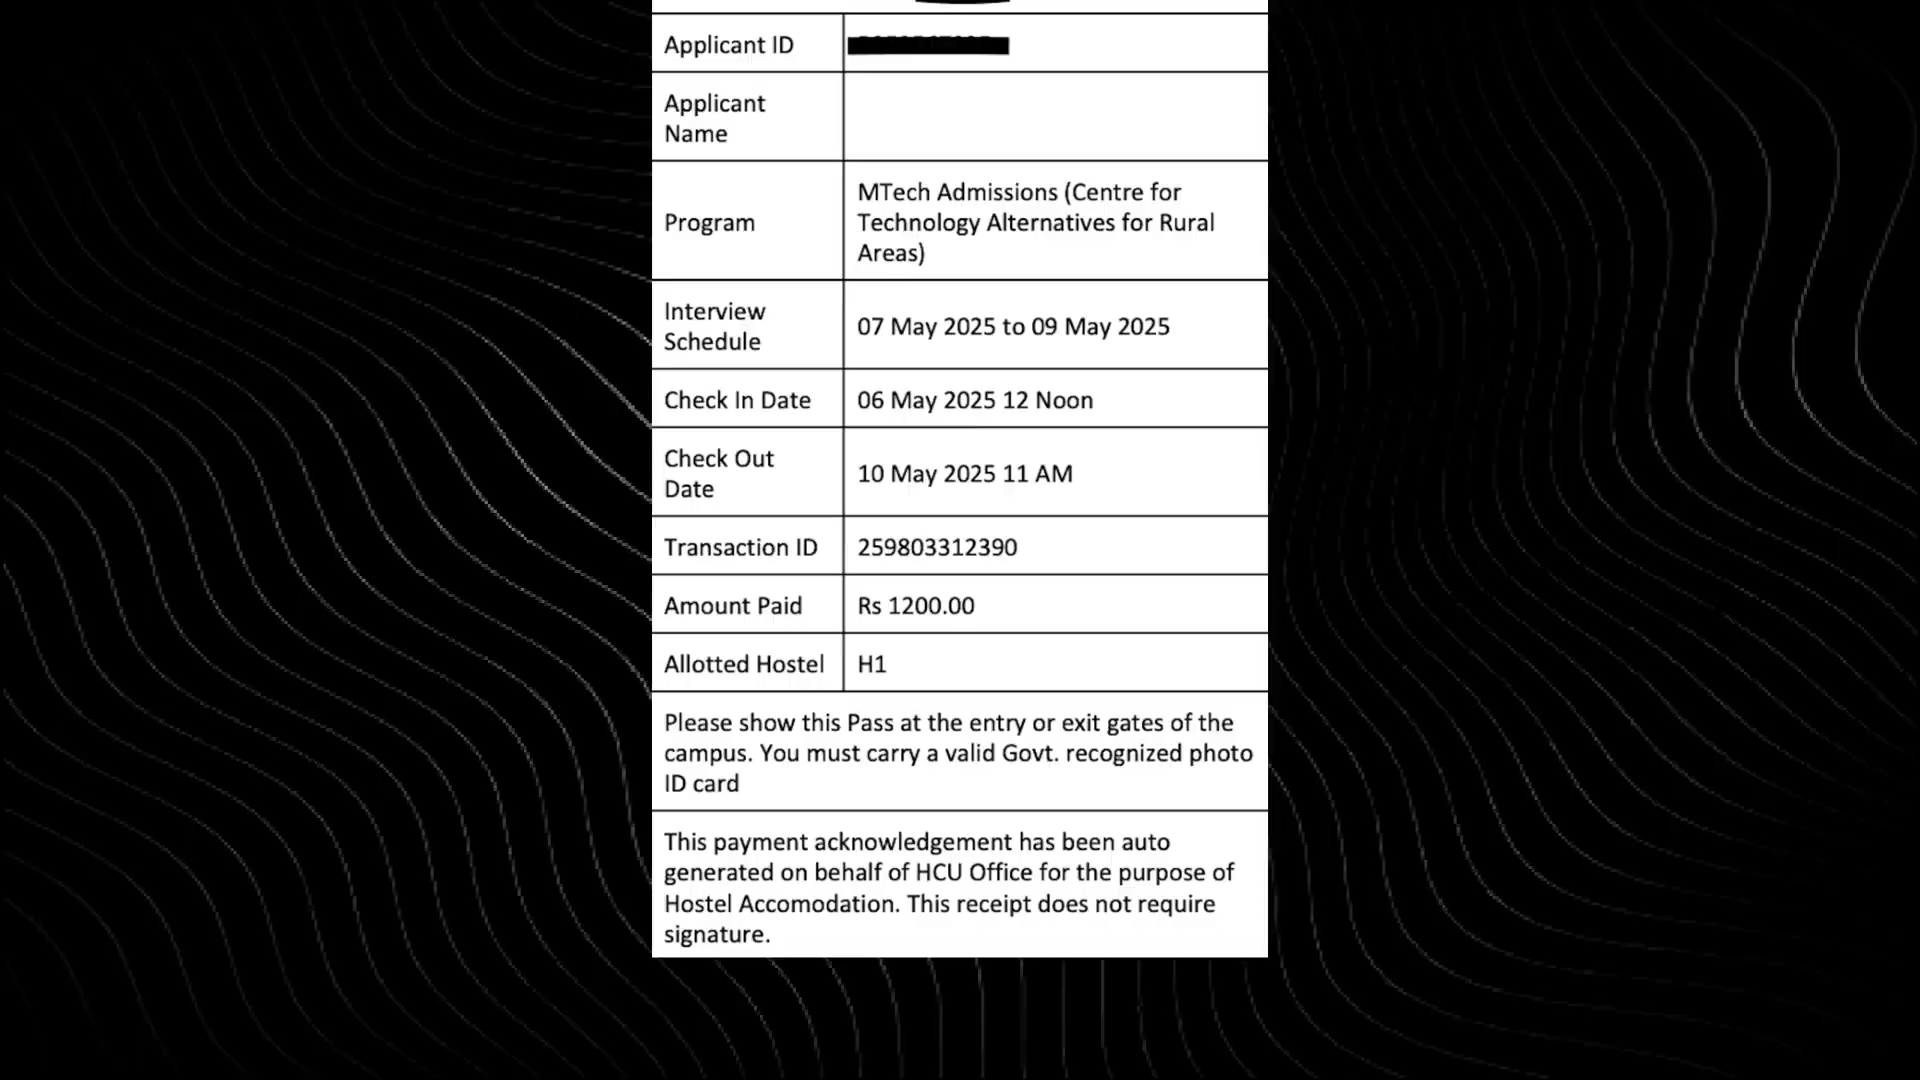 Applicant ID
Applicant
Name
Program
MTech Admissions (Centre for
Technology Alternatives for Rural
Areas)
Interview
Schedule
07 May 2025 to 09 May 2025
Check In Date
06 May 2025 12 Noon
Check Out
Date
10 May 2025 11 AM
Transaction ID
259803312390
Amount Paid
Rs 1200.00
Allotted Hostel
H1
Please show this Pass at the entry or exit gates of the
campus. You must carry a valid Govt. recognized photo
ID card
This payment acknowledgement has been auto
generated on behalf of HCU Office for the purpose of
Hostel Accomodation. This receipt does not require
signature.